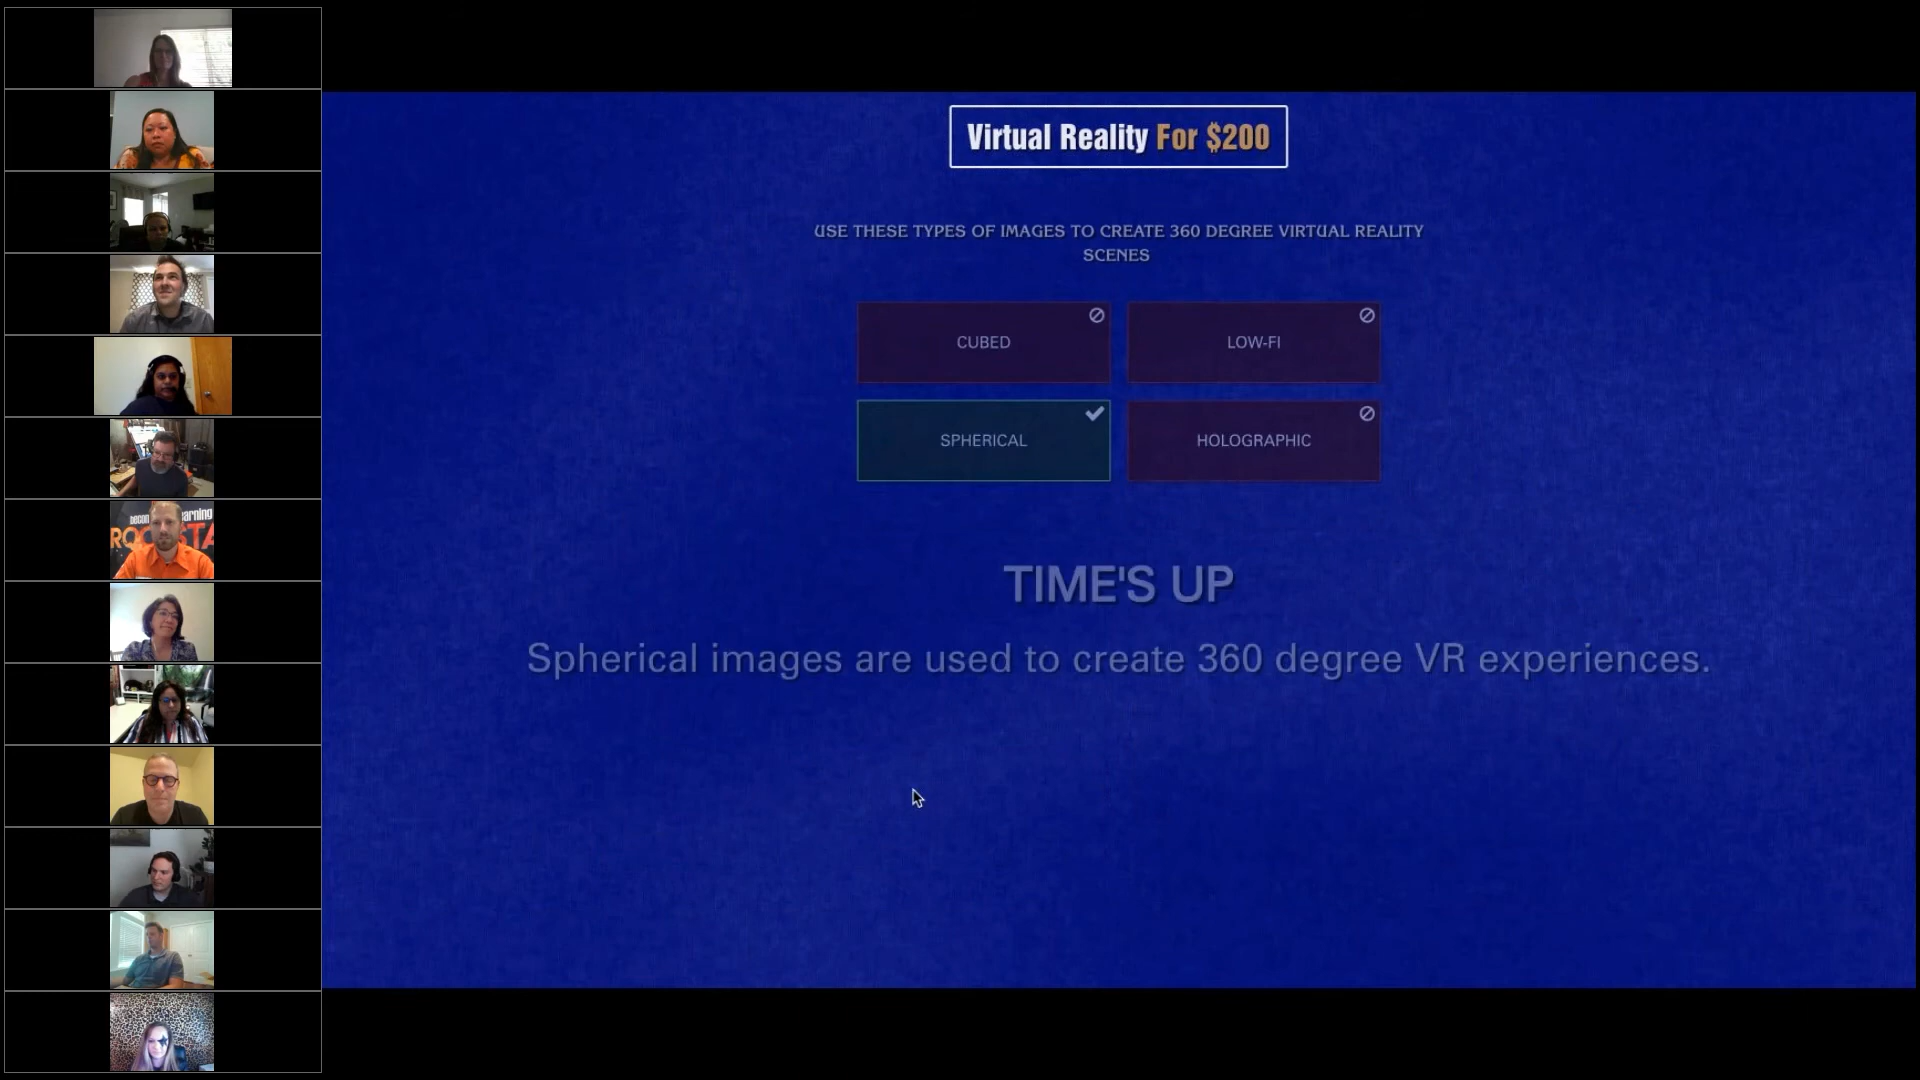 Virtual Reality For $200
USE THESE TYPES OF IMAGES TO CREATE 360 DEGREE VIRTUAL REALITY
SCENES
CUBED
LOW-FI
SPHERICAL
HOLOGRAPHIC
TIME'S UP
Spherical images are used to create 360 degree VR experiences.